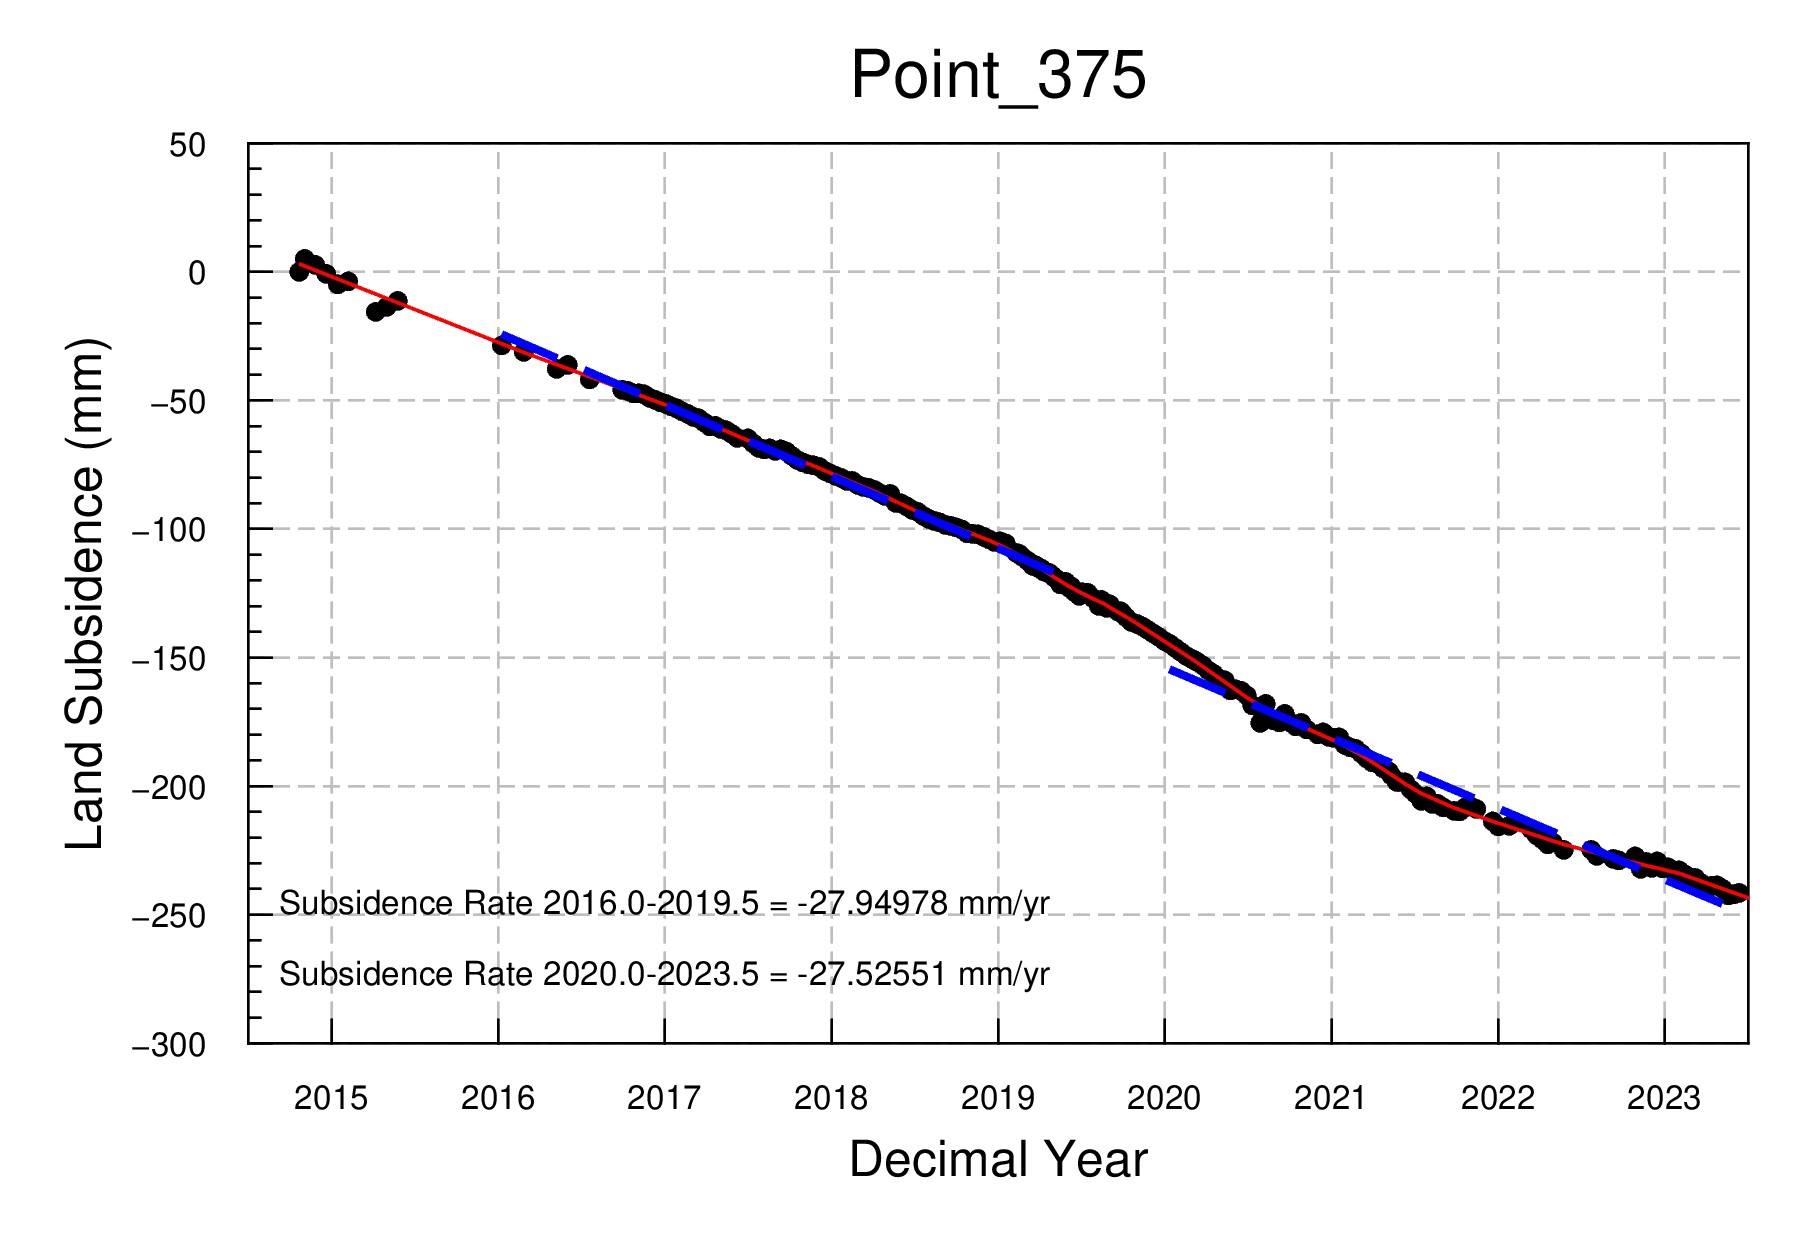 Point_375
50
0
−50
−100
−150
−200
−250
−300
Land Subsidence (mm)
Subsidence Rate 2016.0-2019.5 = -27.94978 mm/yr
Subsidence Rate 2020.0-2023.5 = -27.52551 mm/yr
2015 2016 2017 2018 2019 2020 2021 2022 2023
Decimal Year